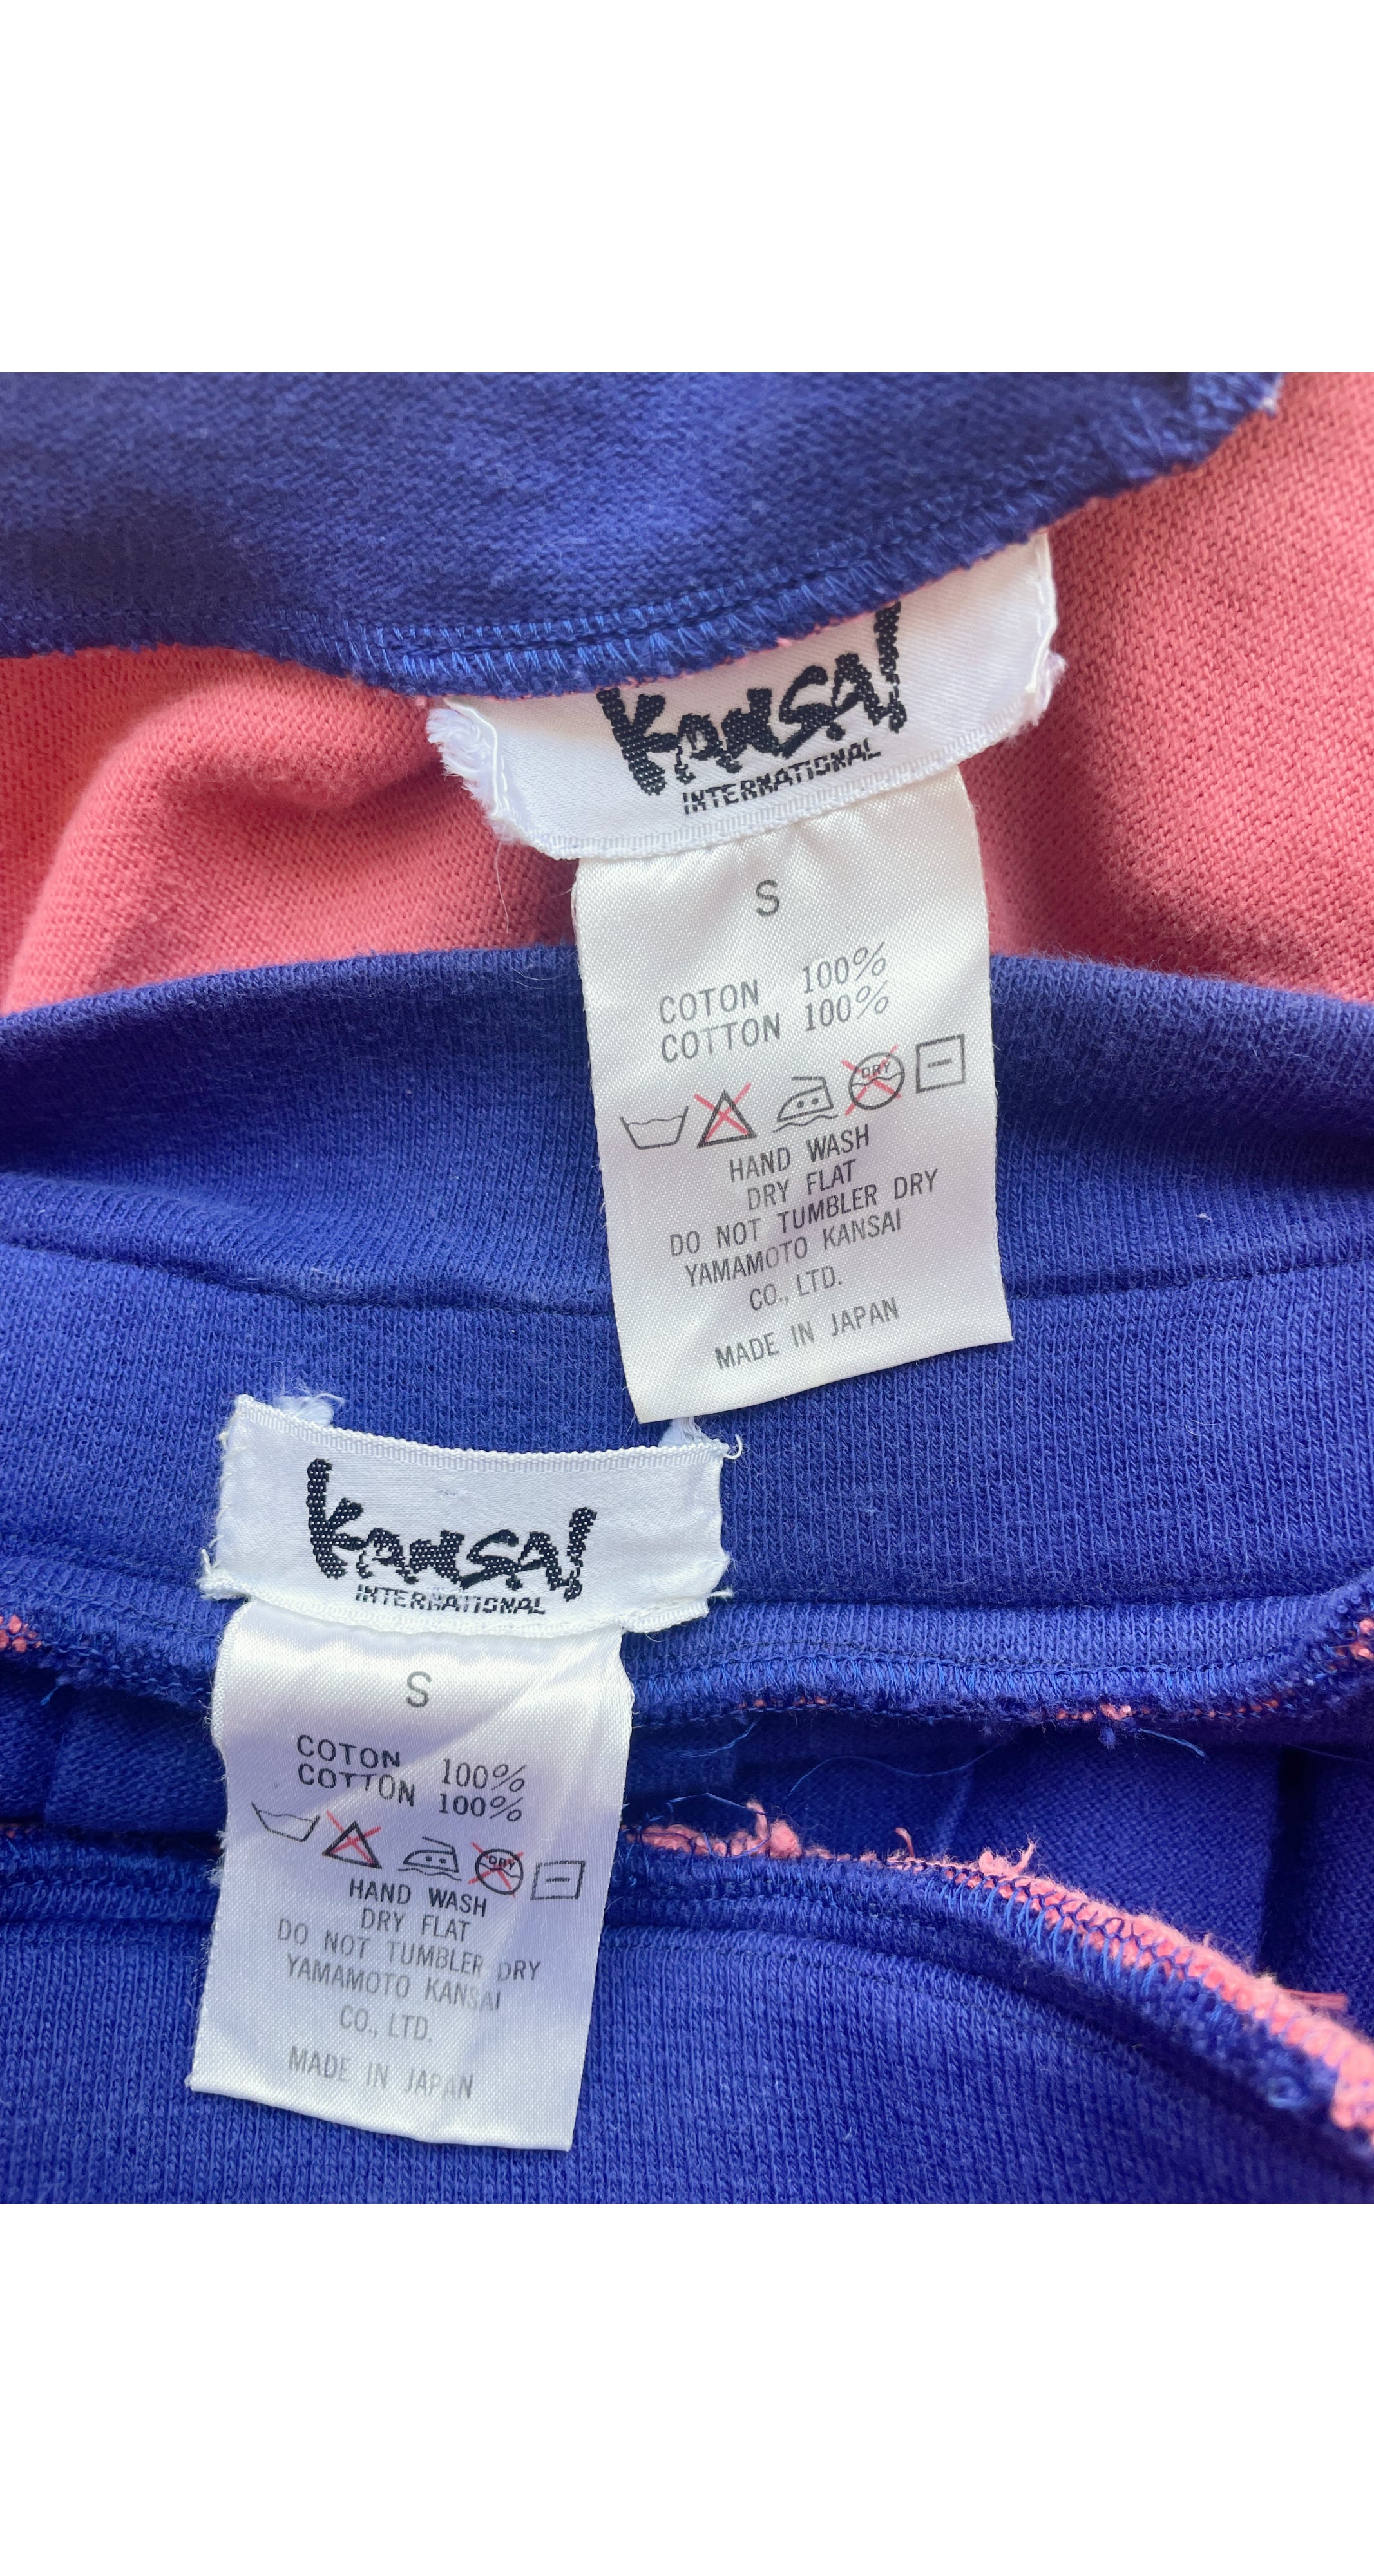 KANSAI
INTERNATIONAL
S
COTON 100%
COTTON 100%
DRY
HAND WASH
DRY FLAT
DO NOT TUMBLER DRY
YAMAMOTO KANSAI
CO., LTD.
MADE IN JAPAN
KANSAI
INTERNATIONAL
S
COTON 100%
COTTON 100%
DRY
HAND WASH
DRY FLAT
DO NOT TUMBLER DRY
YAMAMOTO KANSAI
CO., LTD.
MADE IN JAPAN